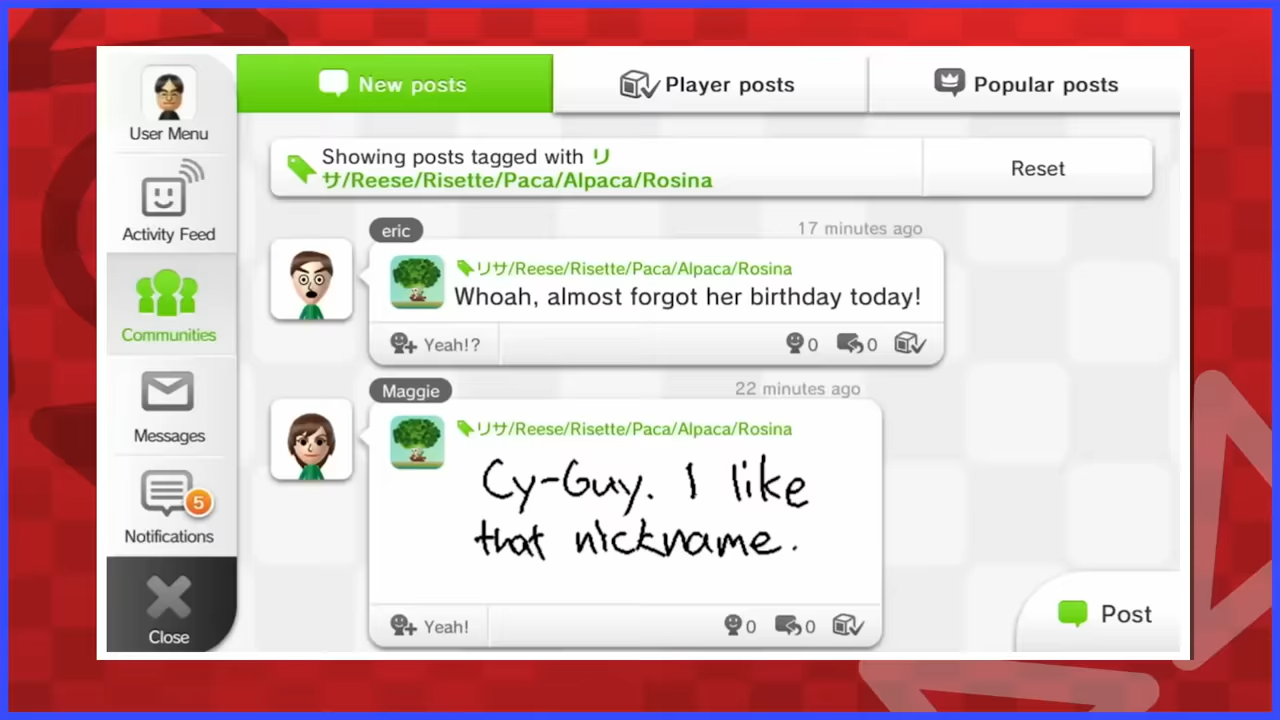 New posts
Player posts
Popular posts
User Menu
Showing posts tagged with リ
サ/Reese/Risette/Paca/Alpaca/Rosina
Reset
Activity Feed
eric
17 minutes ago
リサ/Reese/Risette/Paca/Alpaca/Rosina
Whoah, almost forgot her birthday today!
Communities
Yeah!?
0
0
Maggie
22 minutes ago
リサ/Reese/Risette/Paca/Alpaca/Rosina
Messages
Cy-Guy. I like
that nickname.
5
Notifications
Close
Yeah!
0
0
Post